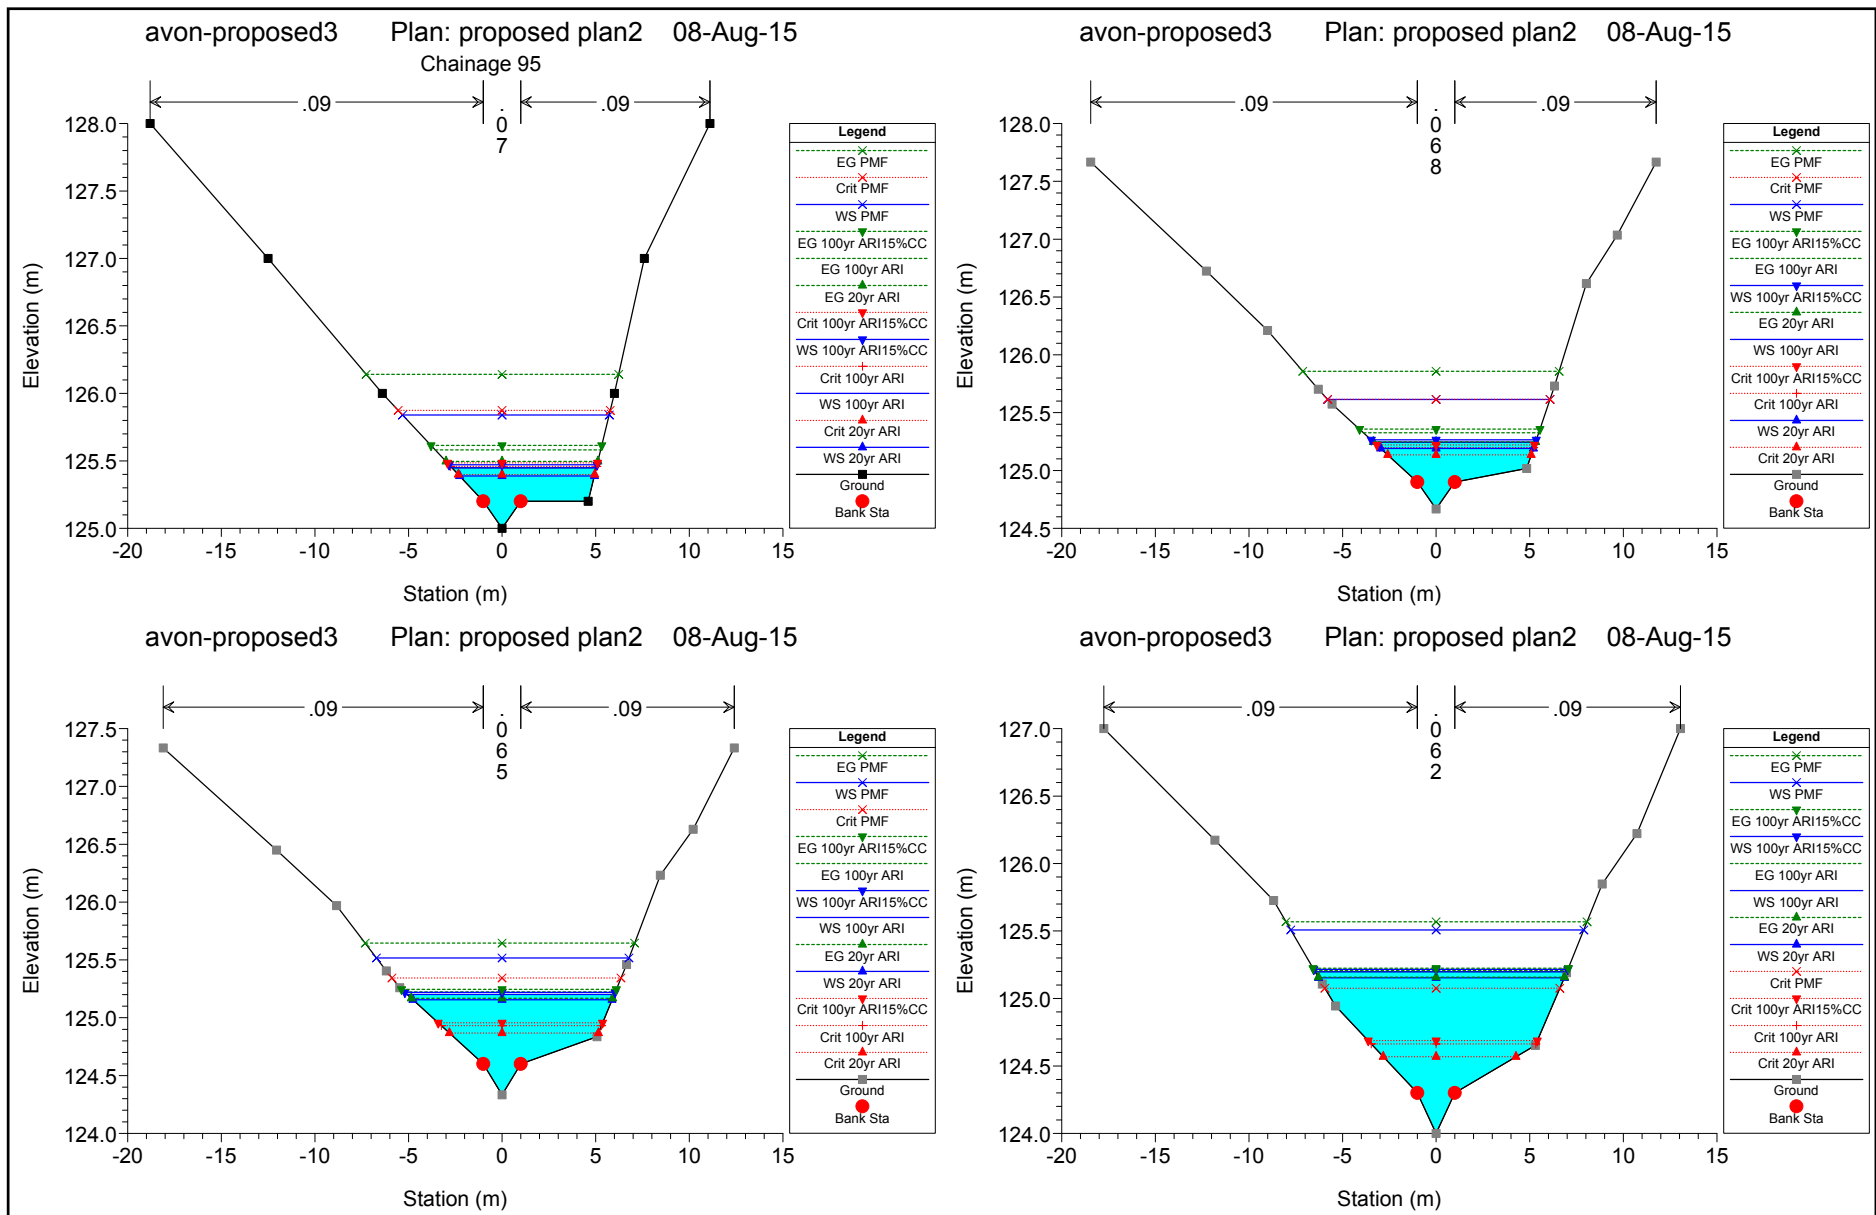 avon-proposed3 Plan: proposed plan2 08-Aug-15
Chainage 95
.09 .07 .09
128.0
127.5
127.0
126.5
126.0
125.5
125.0
Elevation (m)
-20 -15 -10 -5 0 5 10 15
Station (m)
Legend
EG PMF
Crit PMF
WS PMF
EG 100yr ARI15%CC
EG 100yr ARI
EG 20yr ARI
Crit 100yr ARI15%CC
WS 100yr ARI15%CC
Crit 100yr ARI
WS 100yr ARI
Crit 20yr ARI
WS 20yr ARI
Ground
Bank Sta
avon-proposed3 Plan: proposed plan2 08-Aug-15
.09 .068 .09
128.0
127.5
127.0
126.5
126.0
125.5
125.0
124.5
Elevation (m)
-20 -15 -10 -5 0 5 10 15
Station (m)
Legend
EG PMF
Crit PMF
WS PMF
EG 100yr ARI15%CC
EG 100yr ARI
WS 100yr ARI15%CC
EG 20yr ARI
WS 100yr ARI
Crit 100yr ARI15%CC
Crit 100yr ARI
WS 20yr ARI
Crit 20yr ARI
Ground
Bank Sta
avon-proposed3 Plan: proposed plan2 08-Aug-15
.09 .065 .09
127.5
127.0
126.5
126.0
125.5
125.0
124.5
124.0
Elevation (m)
-20 -15 -10 -5 0 5 10 15
Station (m)
Legend
EG PMF
WS PMF
Crit PMF
EG 100yr ARI15%CC
EG 100yr ARI
WS 100yr ARI15%CC
WS 100yr ARI
EG 20yr ARI
WS 20yr ARI
Crit 100yr ARI15%CC
Crit 100yr ARI
Crit 20yr ARI
Ground
Bank Sta
avon-proposed3 Plan: proposed plan2 08-Aug-15
.09 .062 .09
127.0
126.5
126.0
125.5
125.0
124.5
124.0
Elevation (m)
-20 -15 -10 -5 0 5 10 15
Station (m)
Legend
EG PMF
WS PMF
EG 100yr ARI15%CC
WS 100yr ARI15%CC
EG 100yr ARI
WS 100yr ARI
EG 20yr ARI
WS 20yr ARI
Crit PMF
Crit 100yr ARI15%CC
Crit 100yr ARI
Crit 20yr ARI
Ground
Bank Sta